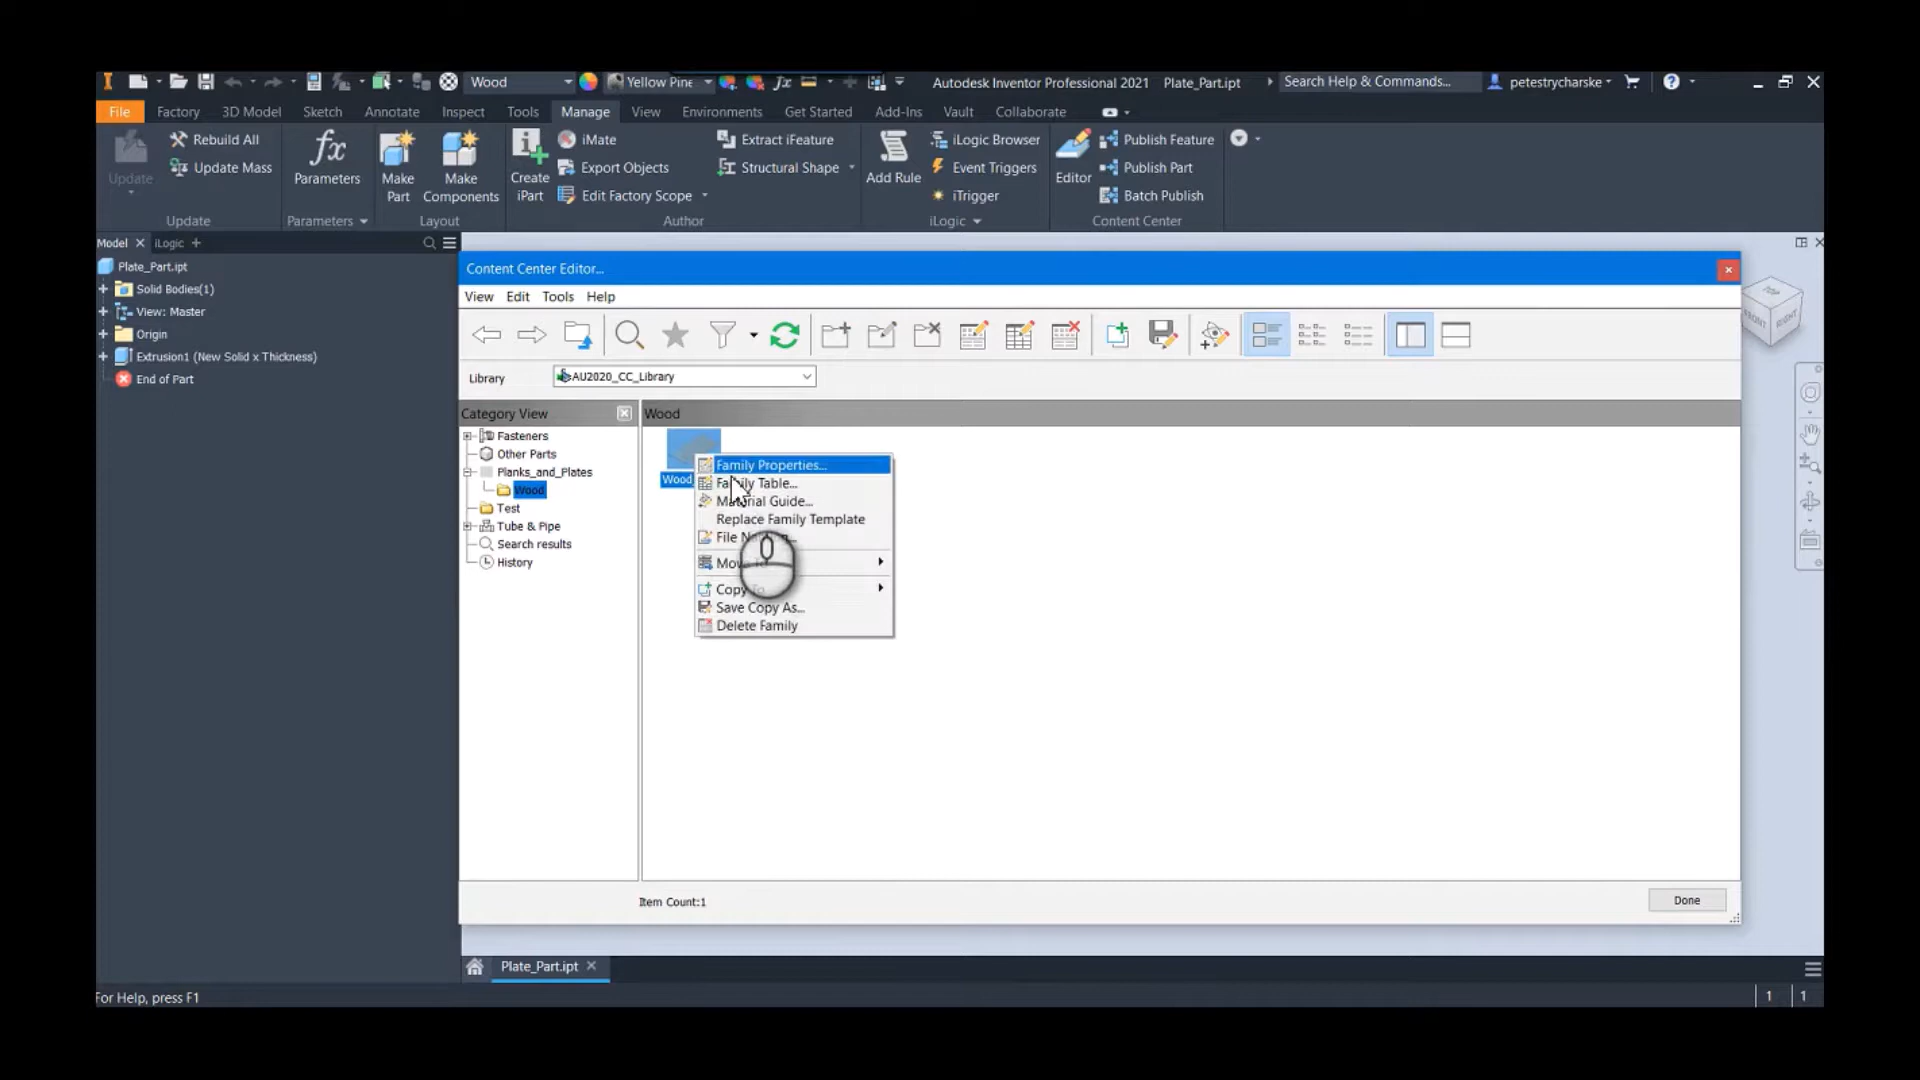 Wood
Yellow Pine
Autodesk Inventor Professional 2021 Plate_Part.ipt
Search Help & Commands...
petestrycharske
File Factory 3D Model Sketch Annotate Inspect Tools Manage View Environments Get Started Add-Ins Vault Collaborate
Update
Rebuild All
Update Mass
Update
fx
Parameters
Parameters
Make Part
Make Components
Layout
Create iPart
iMate
Export Objects
Edit Factory Scope
Extract iFeature
Structural Shape
Author
Add Rule
iLogic Browser
Event Triggers
iTrigger
iLogic
Editor
Publish Feature
Publish Part
Batch Publish
Content Center
Model iLogic +
Plate_Part.ipt
Solid Bodies(1)
View: Master
Origin
Extrusion1 (New Solid x Thickness)
End of Part
Content Center Editor...
View Edit Tools Help
Library AU2020_CC_Library
Category View
Fasteners
Other Parts
Planks_and_Plates
Wood
Test
Tube & Pipe
Search results
History
Wood
Wood
Family Properties...
Family Table...
Material Guide...
Replace Family Template
File
Copy
Save Copy As...
Delete Family
Item Count:1
Done
FRONT
RIGHT
Plate_Part.ipt
For Help, press F1
1 1